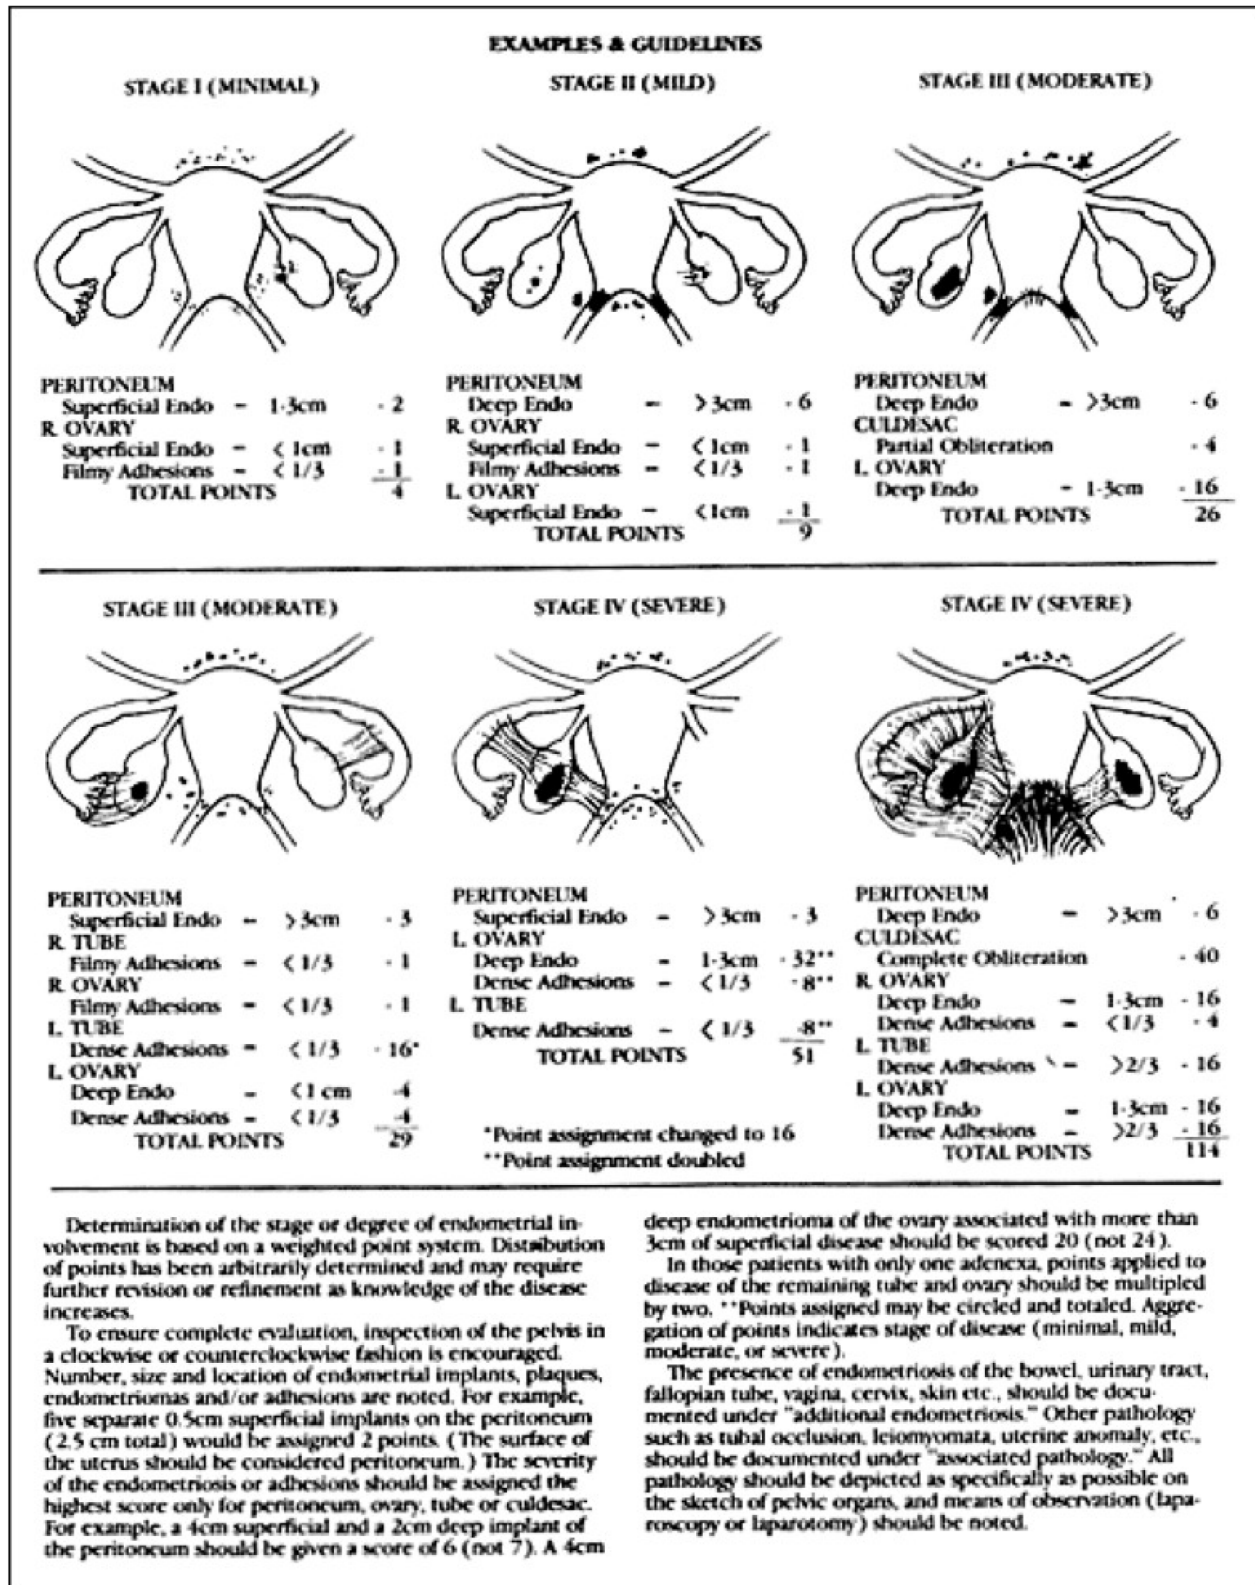 EXAMPLES & GUIDELINES
STAGE I (MINIMAL)
STAGE II (MILD)
STAGE III (MODERATE)
PERITONEUM
Superficial Endo – 1-3cm - 2
R. OVARY
Superficial Endo – < 1cm - 1
Filmy Adhesions – < 1/3 - 1
TOTAL POINTS 4
PERITONEUM
Deep Endo – > 3cm - 6
R. OVARY
Superficial Endo – < 1cm - 1
Filmy Adhesions – < 1/3 - 1
L. OVARY
Superficial Endo – < 1cm - 1
TOTAL POINTS 9
PERITONEUM
Deep Endo – > 3cm - 6
CULDESAC
Partial Obliteration - 4
L. OVARY
Deep Endo – 1-3cm - 16
TOTAL POINTS 26
STAGE III (MODERATE)
STAGE IV (SEVERE)
STAGE IV (SEVERE)
PERITONEUM
Superficial Endo – > 3cm - 3
R. TUBE
Filmy Adhesions – < 1/3 - 1
R. OVARY
Filmy Adhesions – < 1/3 - 1
L. TUBE
Dense Adhesions – < 1/3 - 16*
L. OVARY
Deep Endo – < 1 cm -4
Dense Adhesions – < 1/3 -4
TOTAL POINTS 29
PERITONEUM
Superficial Endo – > 3cm - 3
L. OVARY
Deep Endo – 1-3cm - 32**
Dense Adhesions – < 1/3 -8**
L. TUBE
Dense Adhesions – < 1/3 -8**
TOTAL POINTS 51
*Point assignment changed to 16
**Point assignment doubled
PERITONEUM
Deep Endo – > 3cm - 6
CULDESAC
Complete Obliteration - 40
R. OVARY
Deep Endo – 1-3cm - 16
Dense Adhesions – < 1/3 - 4
L. TUBE
Dense Adhesions – > 2/3 - 16
L. OVARY
Deep Endo – 1-3cm - 16
Dense Adhesions – > 2/3 - 16
TOTAL POINTS 114
Determination of the stage or degree of endometrial in-
volvement is based on a weighted point system. Distribution
of points has been arbitrarily determined and may require
further revision or refinement as knowledge of the disease
increases.
To ensure complete evaluation, inspection of the pelvis in
a clockwise or counterclockwise fashion is encouraged.
Number, size and location of endometrial implants, plaques,
endometriomas and/or adhesions are noted. For example,
five separate 0.5cm superficial implants on the peritoneum
(2.5 cm total) would be assigned 2 points. (The surface of
the uterus should be considered peritoneum.) The severity
of the endometriosis or adhesions should be assigned the
highest score only for peritoneum, ovary, tube or culdesac.
For example, a 4cm superficial and a 2cm deep implant of
the peritoneum should be given a score of 6 (not 7). A 4cm
deep endometrioma of the ovary associated with more than
3cm of superficial disease should be scored 20 (not 24).
In those patients with only one adenexa, points applied to
disease of the remaining tube and ovary should be multipled
by two. **Points assigned may be circled and totaled. Aggre-
gation of points indicates stage of disease (minimal, mild,
moderate, or severe).
The presence of endometriosis of the bowel, urinary tract,
fallopian tube, vagina, cervix, skin etc., should be docu-
mented under "additional endometriosis." Other pathology
such as tubal occlusion, leiomyomata, uterine anomaly, etc.,
should be documented under "associated pathology." All
pathology should be depicted as specifically as possible on
the sketch of pelvic organs, and means of observation (lapa-
roscopy or laparotomy) should be noted.